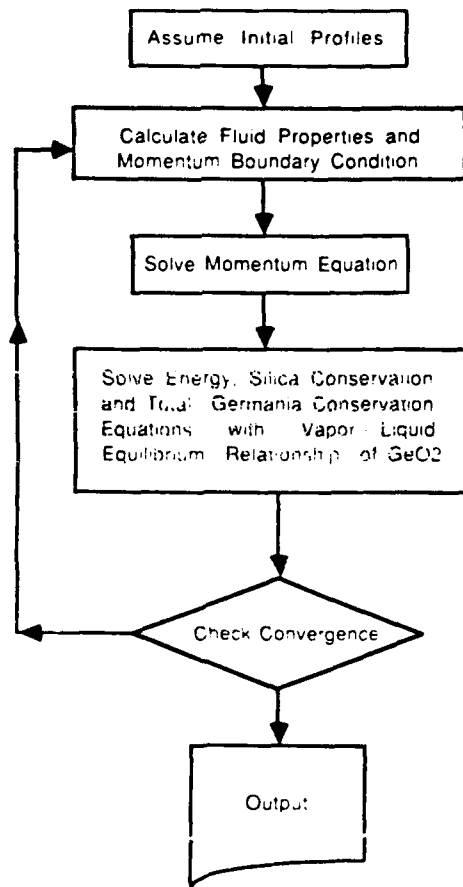 Assume Initial Profiles
Calculate Fluid Properties and
Momentum Boundary Condition
Solve Momentum Equation
Solve Energy, Silica Conservation
and Total Germania Conservation
Equations with Vapor Liquid
Equilibrium Relationship of GeO2
Check Convergence
Output